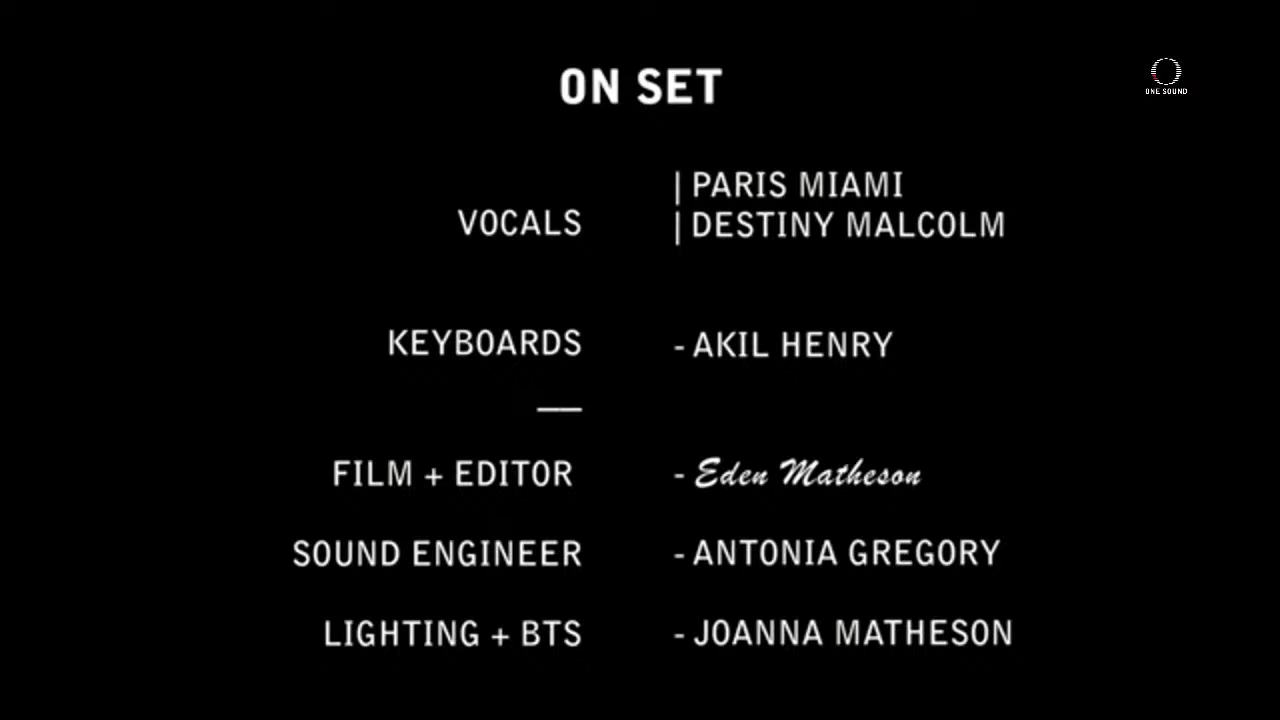 ON SET
ONE SOUND
VOCALS | PARIS MIAMI
| DESTINY MALCOLM
KEYBOARDS - AKIL HENRY
—
FILM + EDITOR - Eden Matheson
SOUND ENGINEER - ANTONIA GREGORY
LIGHTING + BTS - JOANNA MATHESON